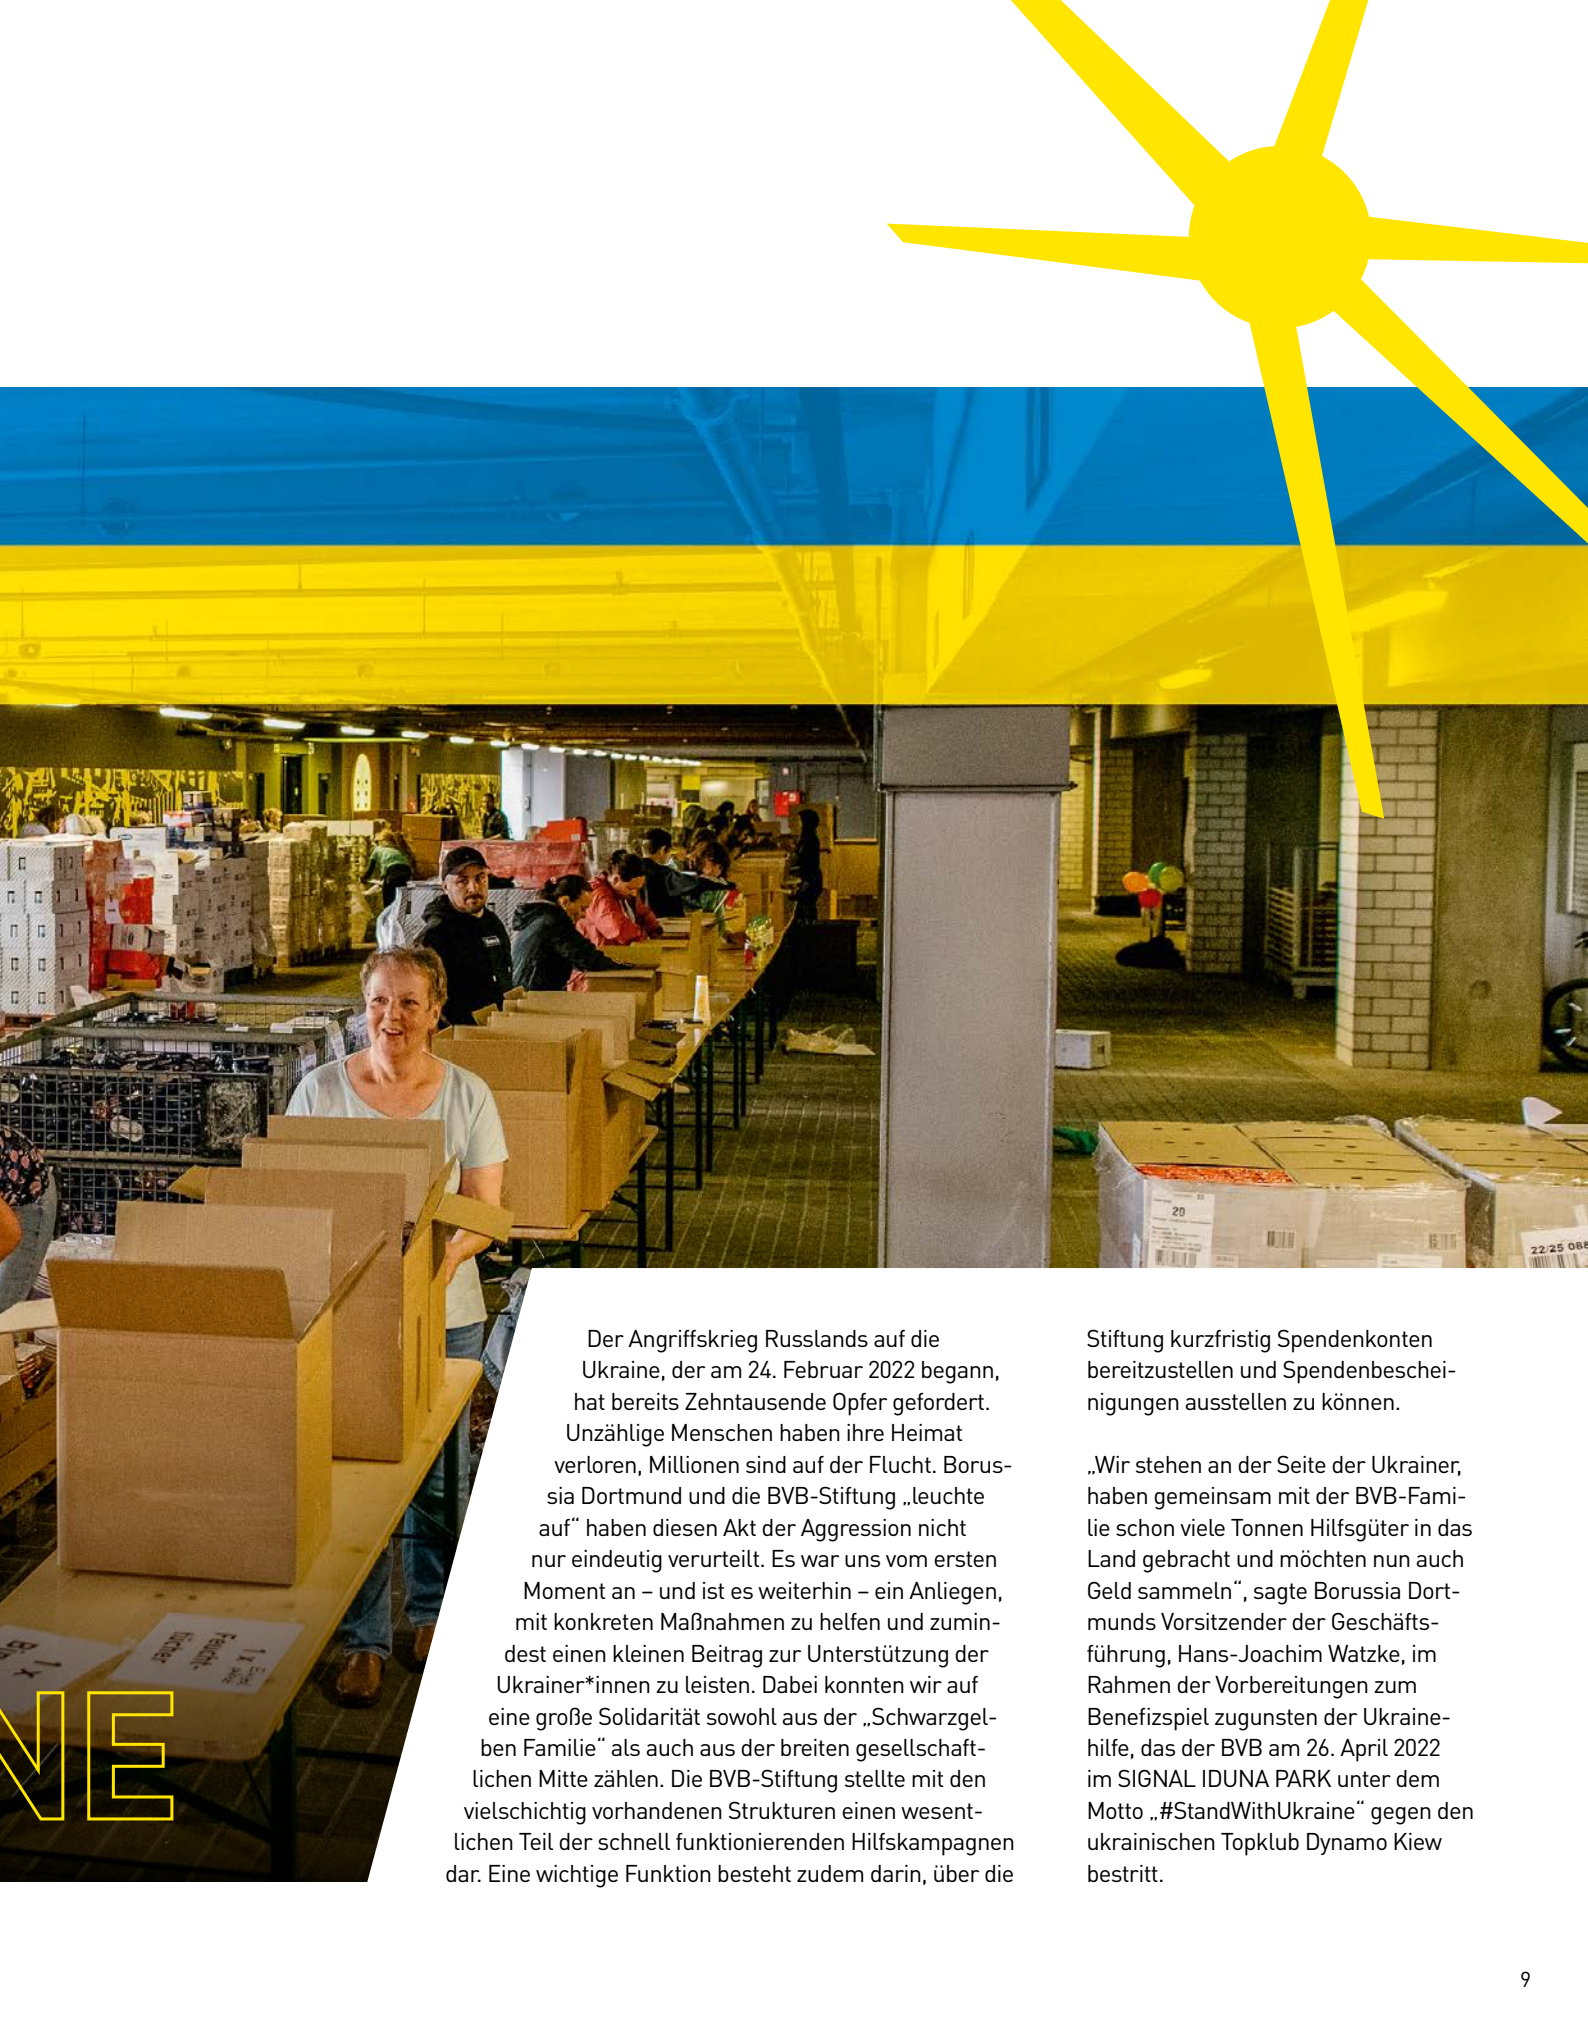 20
22/25 088
Der Angriffskrieg Russlands auf die
Ukraine, der am 24. Februar 2022 begann,
hat bereits Zehntausende Opfer gefordert.
Unzählige Menschen haben ihre Heimat
verloren, Millionen sind auf der Flucht. Borus-
sia Dortmund und die BVB-Stiftung „leuchte
auf“ haben diesen Akt der Aggression nicht
nur eindeutig verurteilt. Es war uns vom ersten
Moment an – und ist es weiterhin – ein Anliegen,
mit konkreten Maßnahmen zu helfen und zumin-
dest einen kleinen Beitrag zur Unterstützung der
Ukrainer*innen zu leisten. Dabei konnten wir auf
eine große Solidarität sowohl aus der „Schwarzgel-
ben Familie“ als auch aus der breiten gesellschaft-
lichen Mitte zählen. Die BVB-Stiftung stellte mit den
vielschichtig vorhandenen Strukturen einen wesent-
lichen Teil der schnell funktionierenden Hilfskampagnen
dar. Eine wichtige Funktion besteht zudem darin, über die
Stiftung kurzfristig Spendenkonten
bereitzustellen und Spendenbeschei-
nigungen ausstellen zu können.
„Wir stehen an der Seite der Ukrainer,
haben gemeinsam mit der BVB-Fami-
lie schon viele Tonnen Hilfsgüter in das
Land gebracht und möchten nun auch
Geld sammeln“, sagte Borussia Dort-
munds Vorsitzender der Geschäfts-
führung, Hans-Joachim Watzke, im
Rahmen der Vorbereitungen zum
Benefizspiel zugunsten der Ukraine-
hilfe, das der BVB am 26. April 2022
im SIGNAL IDUNA PARK unter dem
Motto „#StandWithUkraine“ gegen den
ukrainischen Topklub Dynamo Kiew
bestritt.
1x
Feucht-
tücher
1x
NE
9